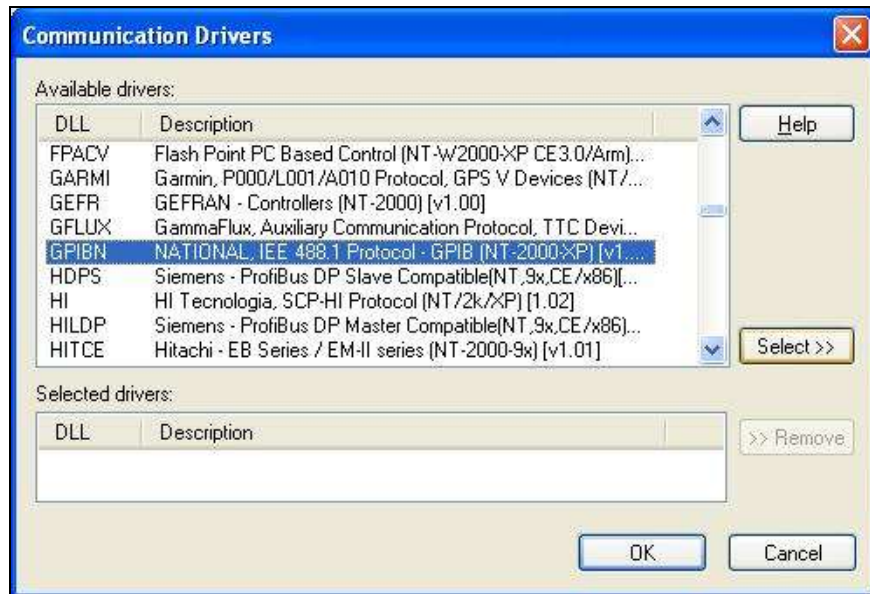 Communication Drivers
Available drivers:
DLL Description
FPACV Flash Point PC Based Control (NT-W2000-XP CE3.0/Arm)...
GARMI Garmin, P000/L001/A010 Protocol, GPS V Devices (NT/...
GEFR GEFRAN - Controllers (NT-2000) [v1.00]
GFLUX GammaFlux, Auxiliary Communication Protocol, TTC Devi...
GPIBN NATIONAL, IEE 488.1 Protocol - GPIB (NT-2000-XP) [v1....
HDPS Siemens - ProfiBus DP Slave Compatible(NT,9x,CE/x86)[...
HI HI Tecnologia, SCP-HI Protocol (NT/2k/XP) [1.02]
HILDP Siemens - ProfiBus DP Master Compatible(NT,9x,CE/x86)...
HITCE Hitachi - EB Series / EM-II series (NT-2000-9x) [v1.01]
Help
Select >>
Selected drivers:
DLL Description
>> Remove
OK Cancel